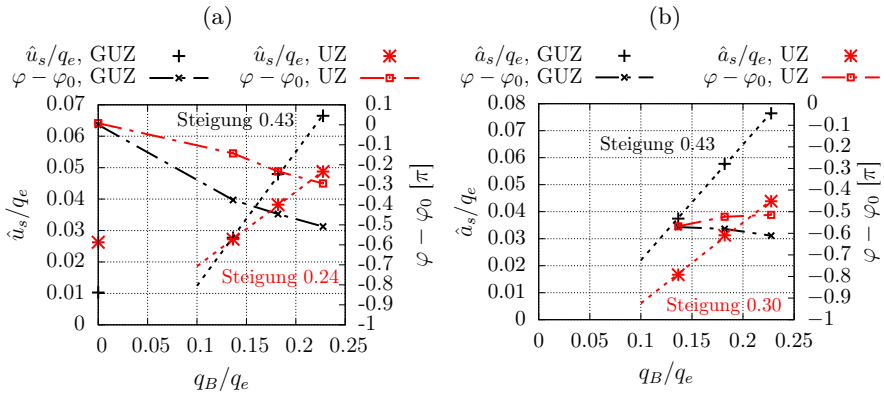 (a)
û_s/q_e, GUZ
û_s/q_e, UZ
φ − φ_0, GUZ
φ − φ_0, UZ
0.07
0.06
0.05
0.04
0.03
0.02
0.01
0
û_s/q_e
0.1
0
-0.1
-0.2
-0.3
-0.4
-0.5
-0.6
-0.7
-0.8
-0.9
-1
φ − φ_0 [π]
Steigung 0.43
Steigung 0.24
0
0.05
0.1
0.15
0.2
0.25
q_B/q_e
(b)
â_s/q_e, GUZ
â_s/q_e, UZ
φ − φ_0, GUZ
φ − φ_0, UZ
0.08
0.07
0.06
0.05
0.04
0.03
0.02
0.01
0
â_s/q_e
0
−0.1
−0.2
−0.3
−0.4
−0.5
−0.6
−0.7
−0.8
−0.9
−1
φ − φ_0 [π]
Steigung 0.43
Steigung 0.30
0
0.05
0.1
0.15
0.2
0.25
q_B/q_e